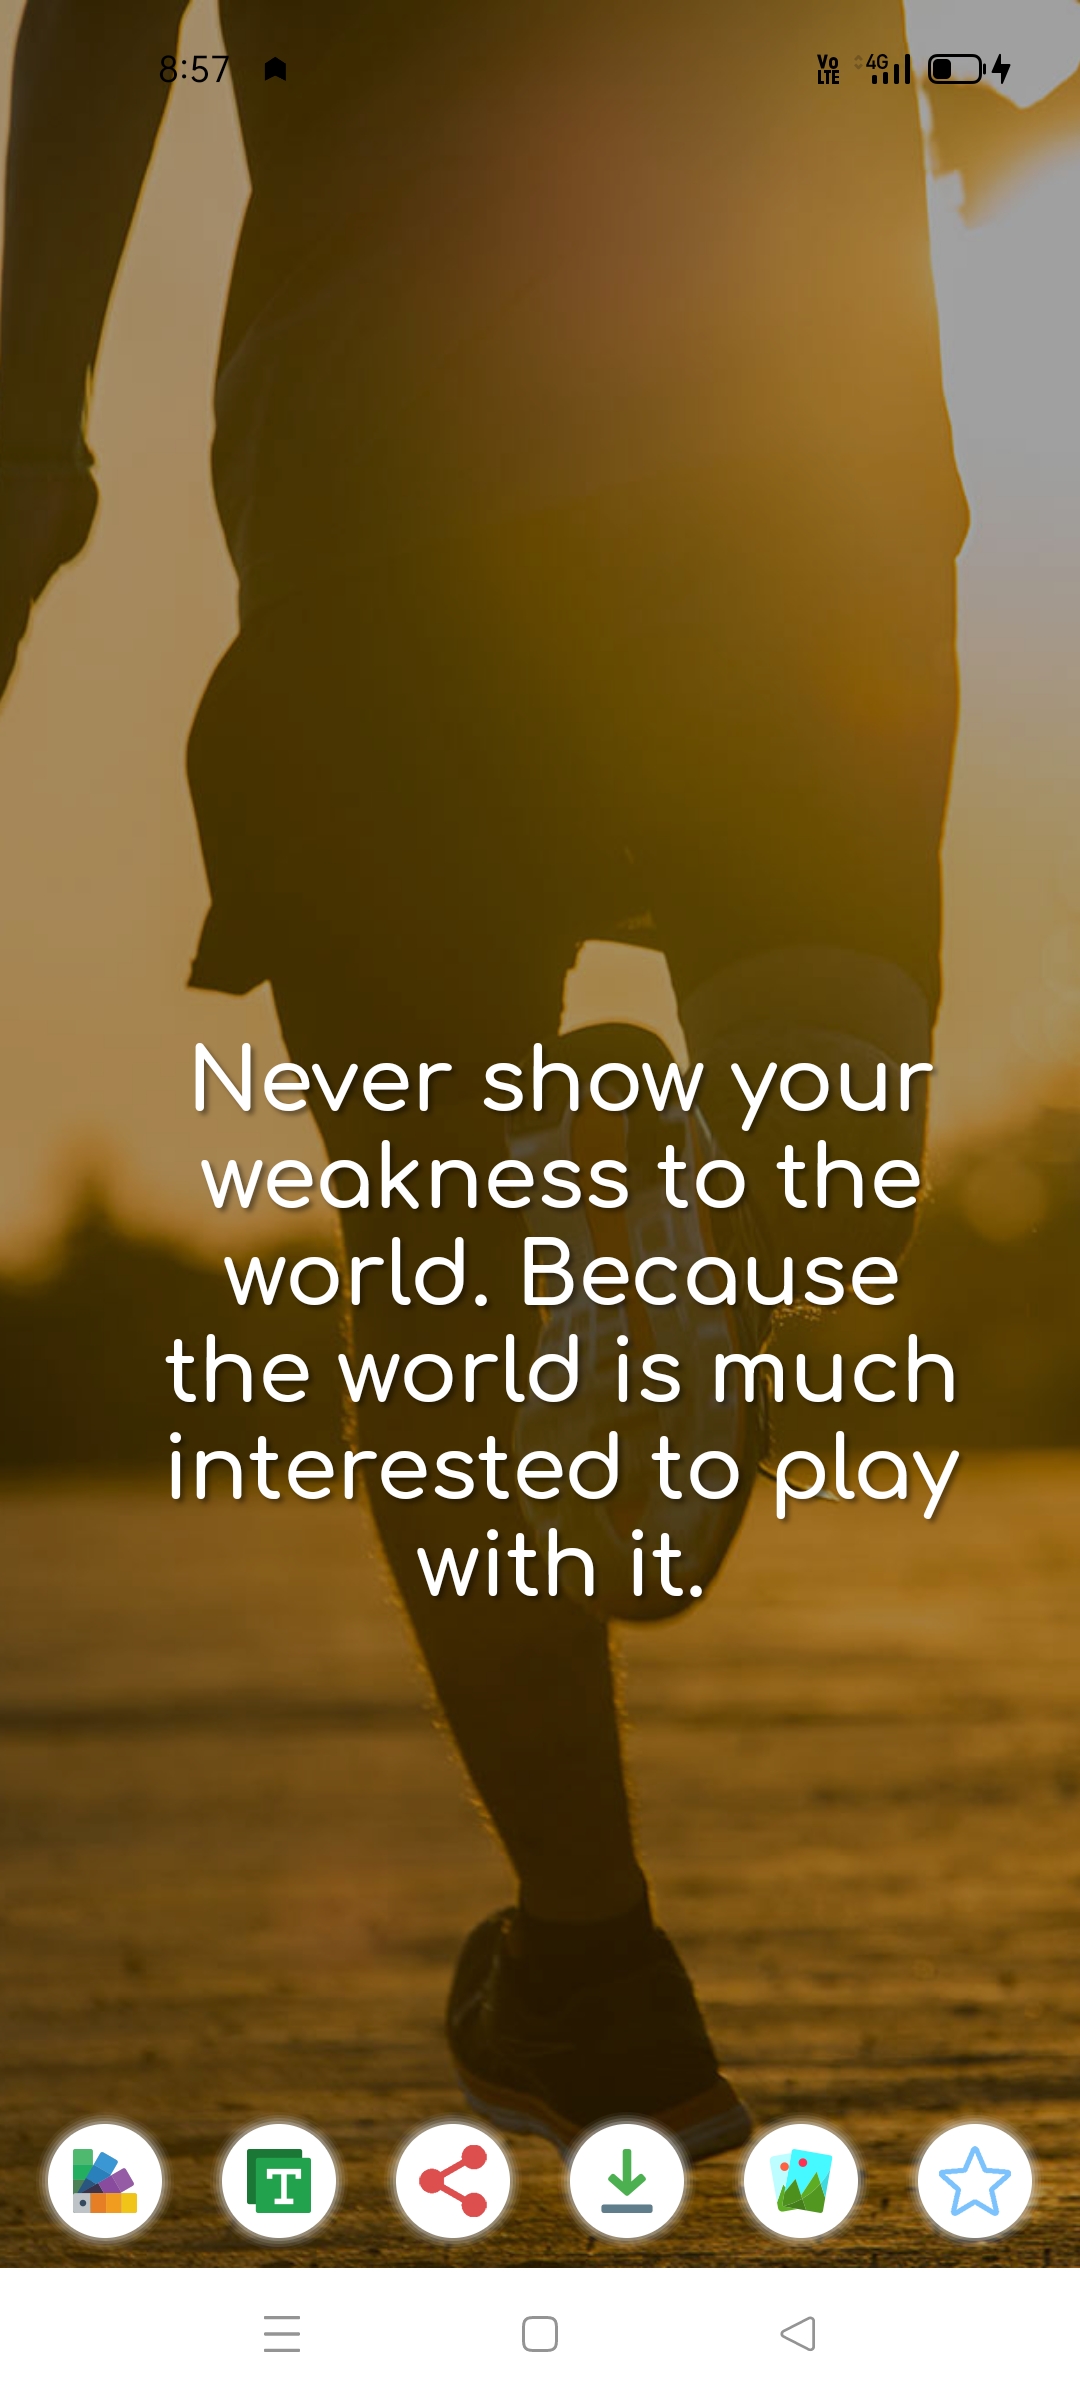 8:57
Vo LTE 4G
Never show your
weakness to the
world. Because
the world is much
interested to play
with it.
T